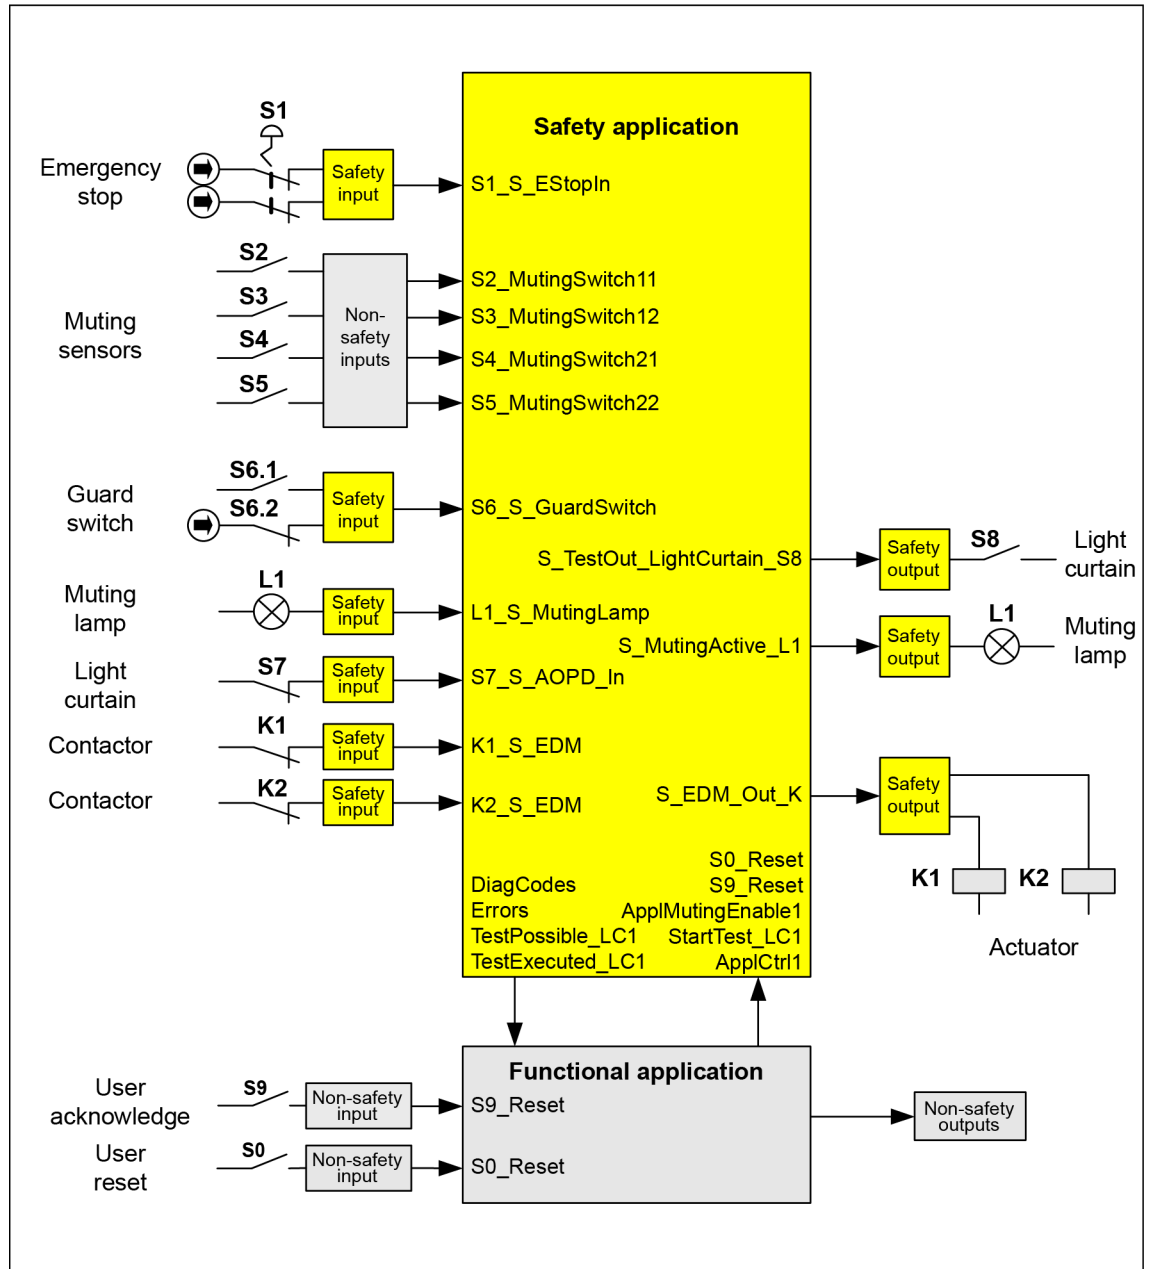 Safety application
S1
Emergency
stop
Safety
input
S1_S_EStopIn
Muting
sensors
S2
S3
S4
S5
Non-
safety
inputs
S2_MutingSwitch11
S3_MutingSwitch12
S4_MutingSwitch21
S5_MutingSwitch22
Guard
switch
S6.1
S6.2
Safety
input
S6_S_GuardSwitch
S_TestOut_LightCurtain_S8
Safety
output
S8
Light
curtain
Muting
lamp
L1
Safety
input
L1_S_MutingLamp
S_MutingActive_L1
Safety
output
L1
Muting
lamp
Light
curtain
S7
Safety
input
S7_S_AOPD_In
Contactor
K1
Safety
input
K1_S_EDM
Contactor
K2
Safety
input
K2_S_EDM
S_EDM_Out_K
Safety
output
K1
K2
Actuator
DiagCodes
Errors
TestPossible_LC1
TestExecuted_LC1
S0_Reset
S9_Reset
ApplMutingEnable1
StartTest_LC1
ApplCtrl1
Functional application
User
acknowledge
S9
Non-safety
input
S9_Reset
User
reset
S0
Non-safety
input
S0_Reset
Non-safety
outputs